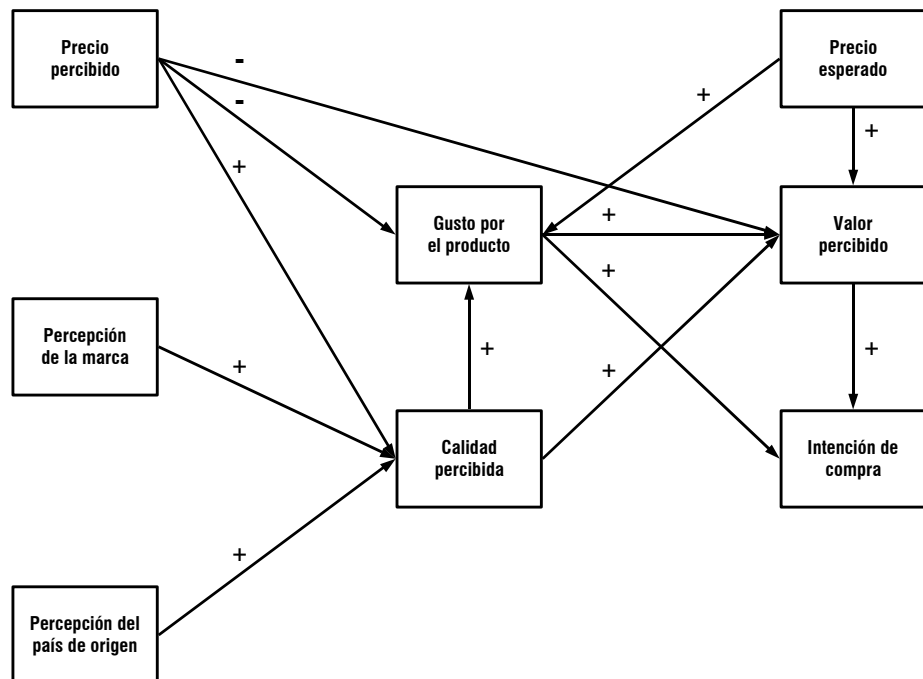 Precio
percibido
-
-
+
Precio
esperado
+
+
Gusto por
el producto
+
+
Valor
percibido
Percepción
de la marca
+
+
+
+
Calidad
percibida
Intención de
compra
+
Percepción del
país de origen